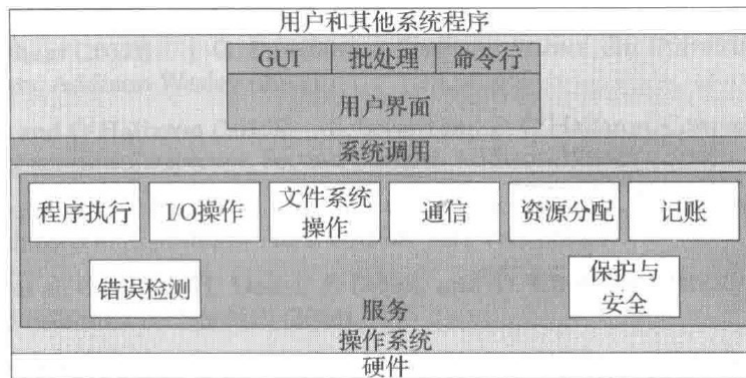 用户和其他系统程序
GUI 批处理 命令行
用户界面
系统调用
程序执行 I/O操作 文件系统操作 通信 资源分配 记账
错误检测 保护与安全
服务
操作系统
硬件